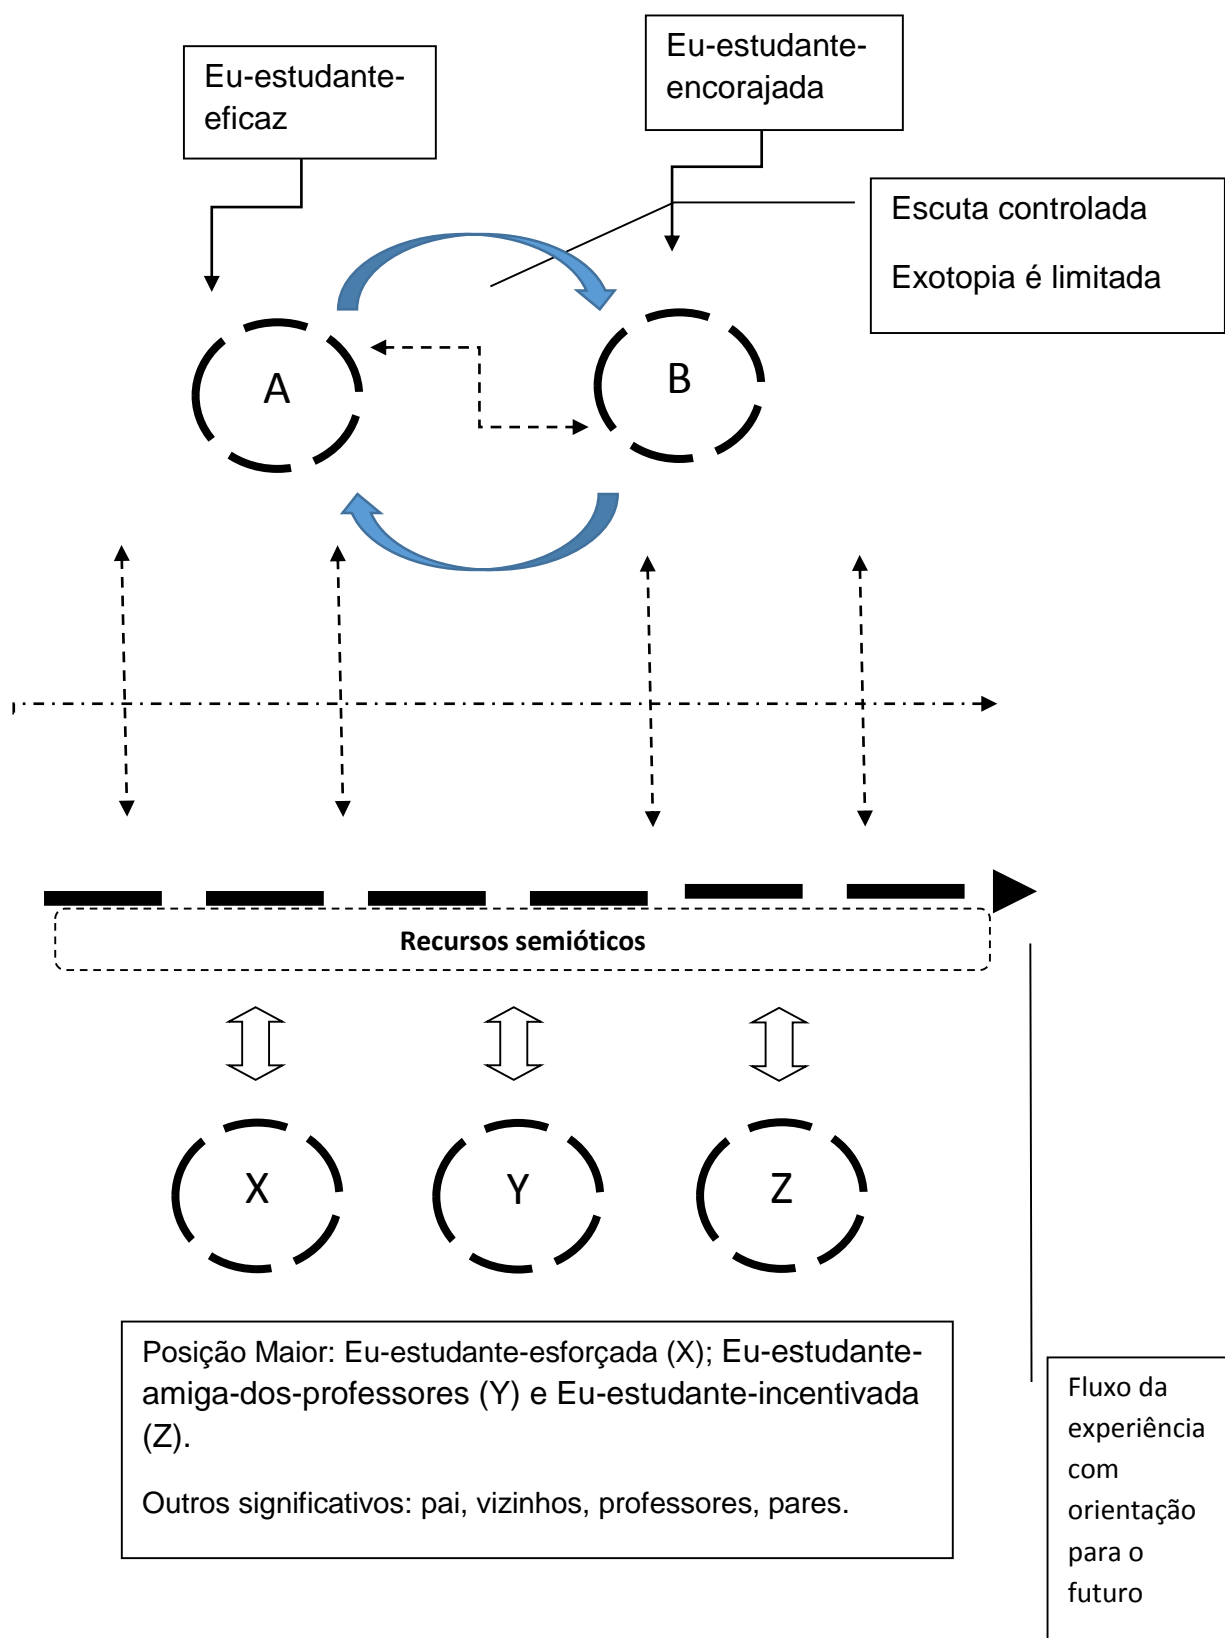 Eu-estudante-
eficaz
Eu-estudante-
encorajada
Escuta controlada
Exotopia é limitada
A
B
Recursos semióticos
X
Y
Z
Posição Maior: Eu-estudante-esforçada (X); Eu-estudante-
amiga-dos-professores (Y) e Eu-estudante-incentivada
(Z).
Outros significativos: pai, vizinhos, professores, pares.
Fluxo da
experiência
com
orientação
para o
futuro